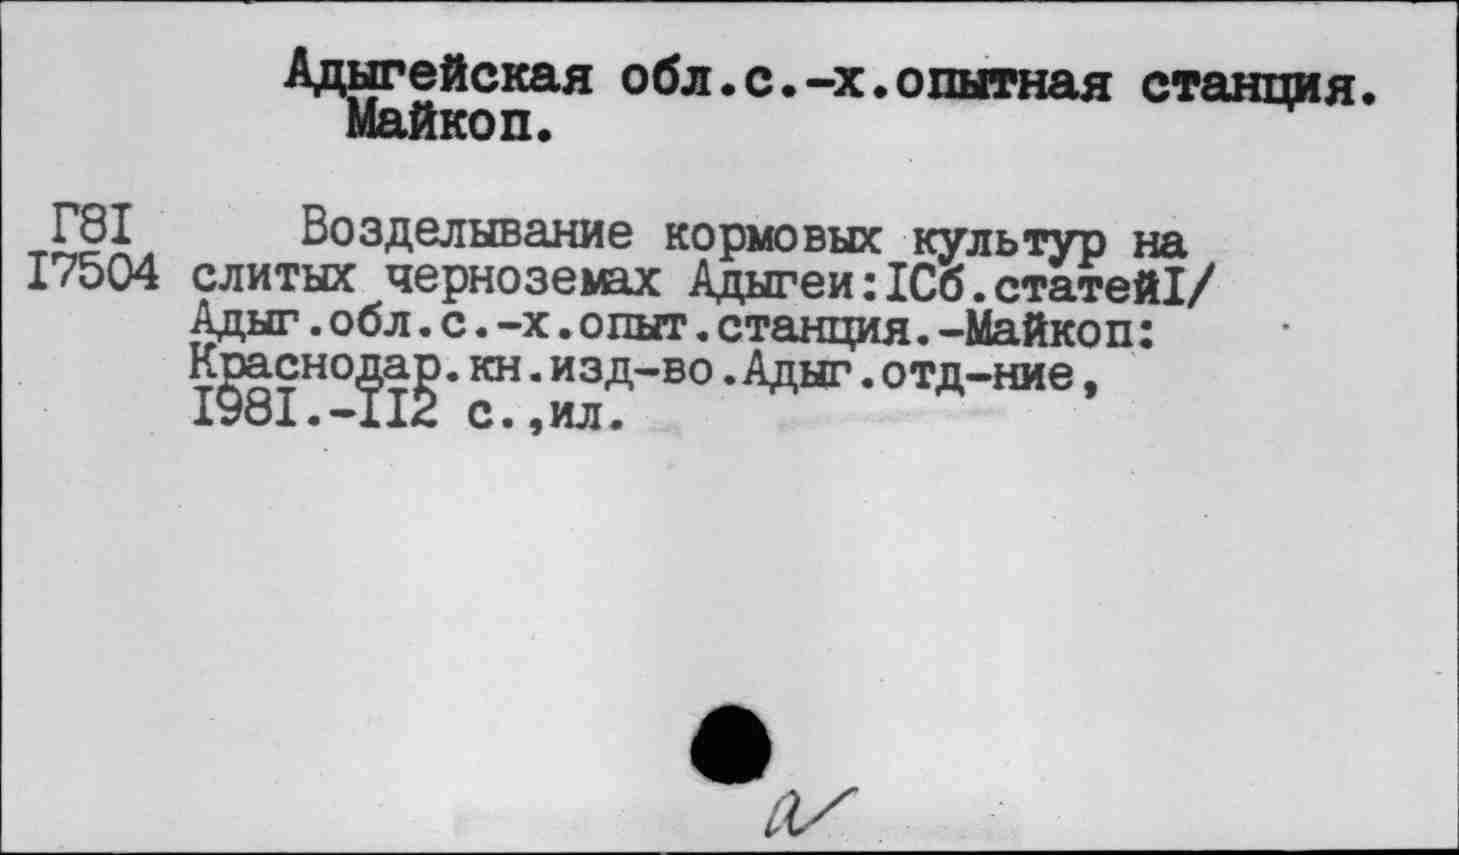 Адыгейская обл.с.-х.опытная станция.
Майкоп.
Г8I Возделывание кормовых культур на
I7504 слитых черноземах Адыгеи:IСб.статейI/
Адыг.обл.с.-х.опыт.станция.-Майкоп:
Краснодар.кн.изд-во.Адыг.отд-ние,
I98I.-II2 с.,ил.